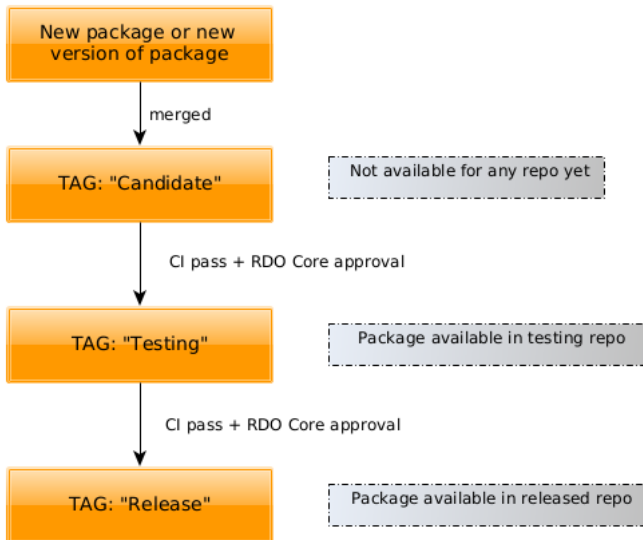 New package or new
version of package
merged
TAG: "Candidate"
Not available for any repo yet
CI pass + RDO Core approval
TAG: "Testing"
Package available in testing repo
CI pass + RDO Core approval
TAG: "Release"
Package available in released repo